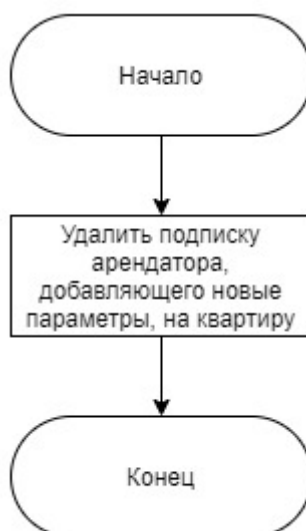 Начало
Удалить подписку
арендатора,
добавляющего новые
параметры, на квартиру
Конец